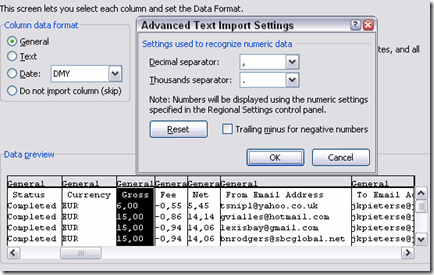 This screen lets you select each column and set the Data Format.
Column data format
General
Text
Date: DMY
Do not import column (skip)
tes, and all
Advanced Text Import Settings
Settings used to recognize numeric data
Decimal separator: ,
Thousands separator: .
Note: Numbers will be displayed using the numeric settings
specified in the Regional Settings control panel.
Reset Trailing minus for negative numbers
OK Cancel
Data preview
General General General General General General General
Status Currency Gross Fee Net From Email Address To Email Ad
Completed EUR 6,00 -0,55 5,45 tsnip1@yahoo.co.uk jkpieterse@j
Completed EUR 15,00 -0,86 14,14 gvialles@hotmail.com jkpieterse@j
Completed EUR 15,00 -0,94 14,06 lexisbay@gmail.com jkpieterse@j
Completed EUR 15,00 -0,94 14,06 bnrodgers@sbcglobal.net jkpieterse@j